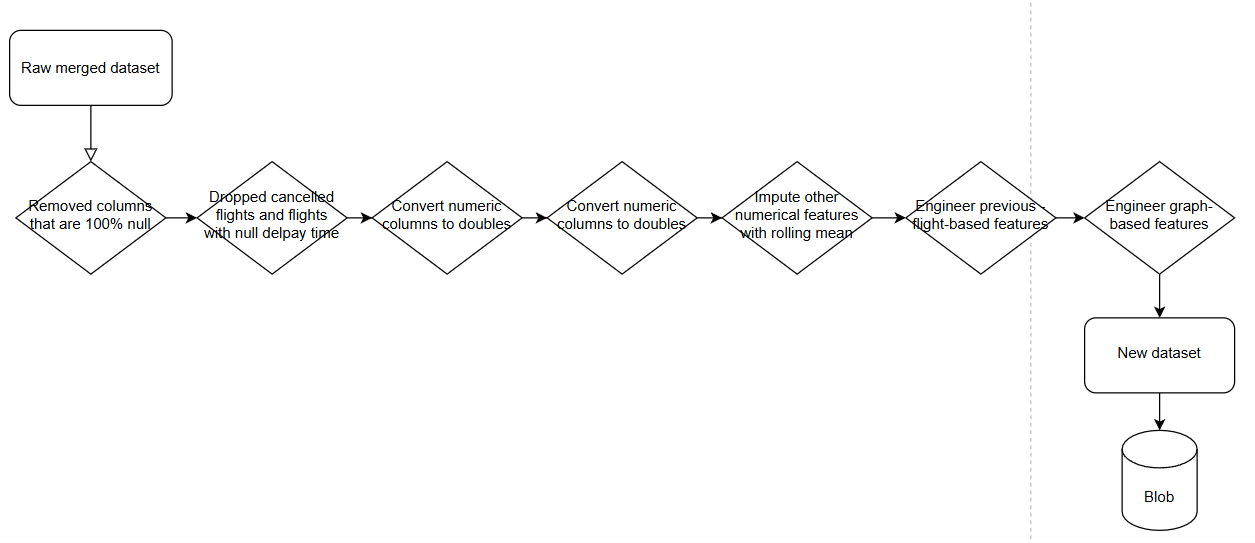 Raw merged dataset
Removed columns
that are 100% null
Dropped cancelled
flights and flights
with null delpay time
Convert numeric
columns to doubles
Convert numeric
columns to doubles
Impute other
numerical features
with rolling mean
Engineer previous -
flight-based features
Engineer graph-
based features
New dataset
Blob